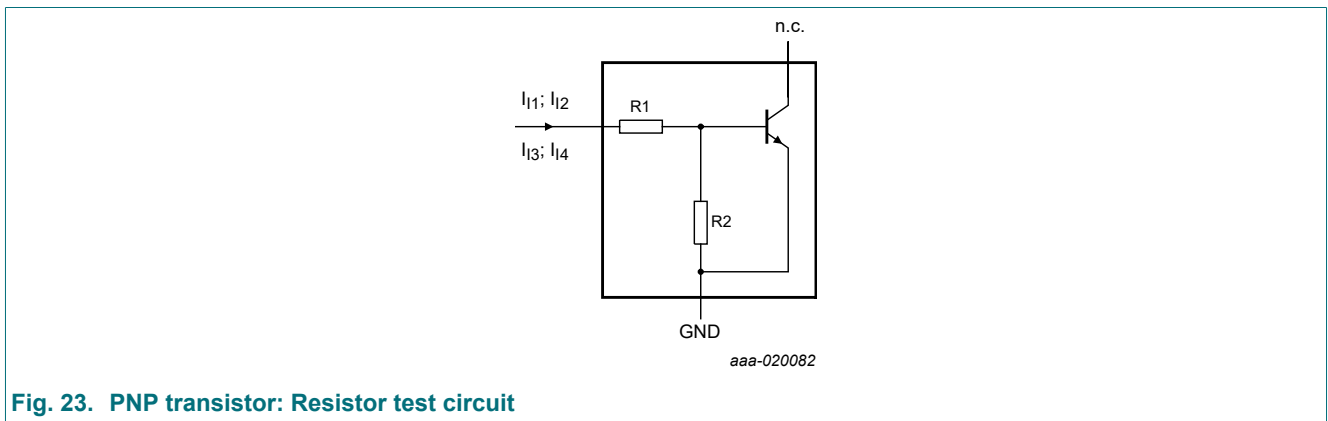 n.c.
I_I1; I_I2
R1
I_I3; I_I4
R2
GND
aaa-020082
Fig. 23. PNP transistor: Resistor test circuit